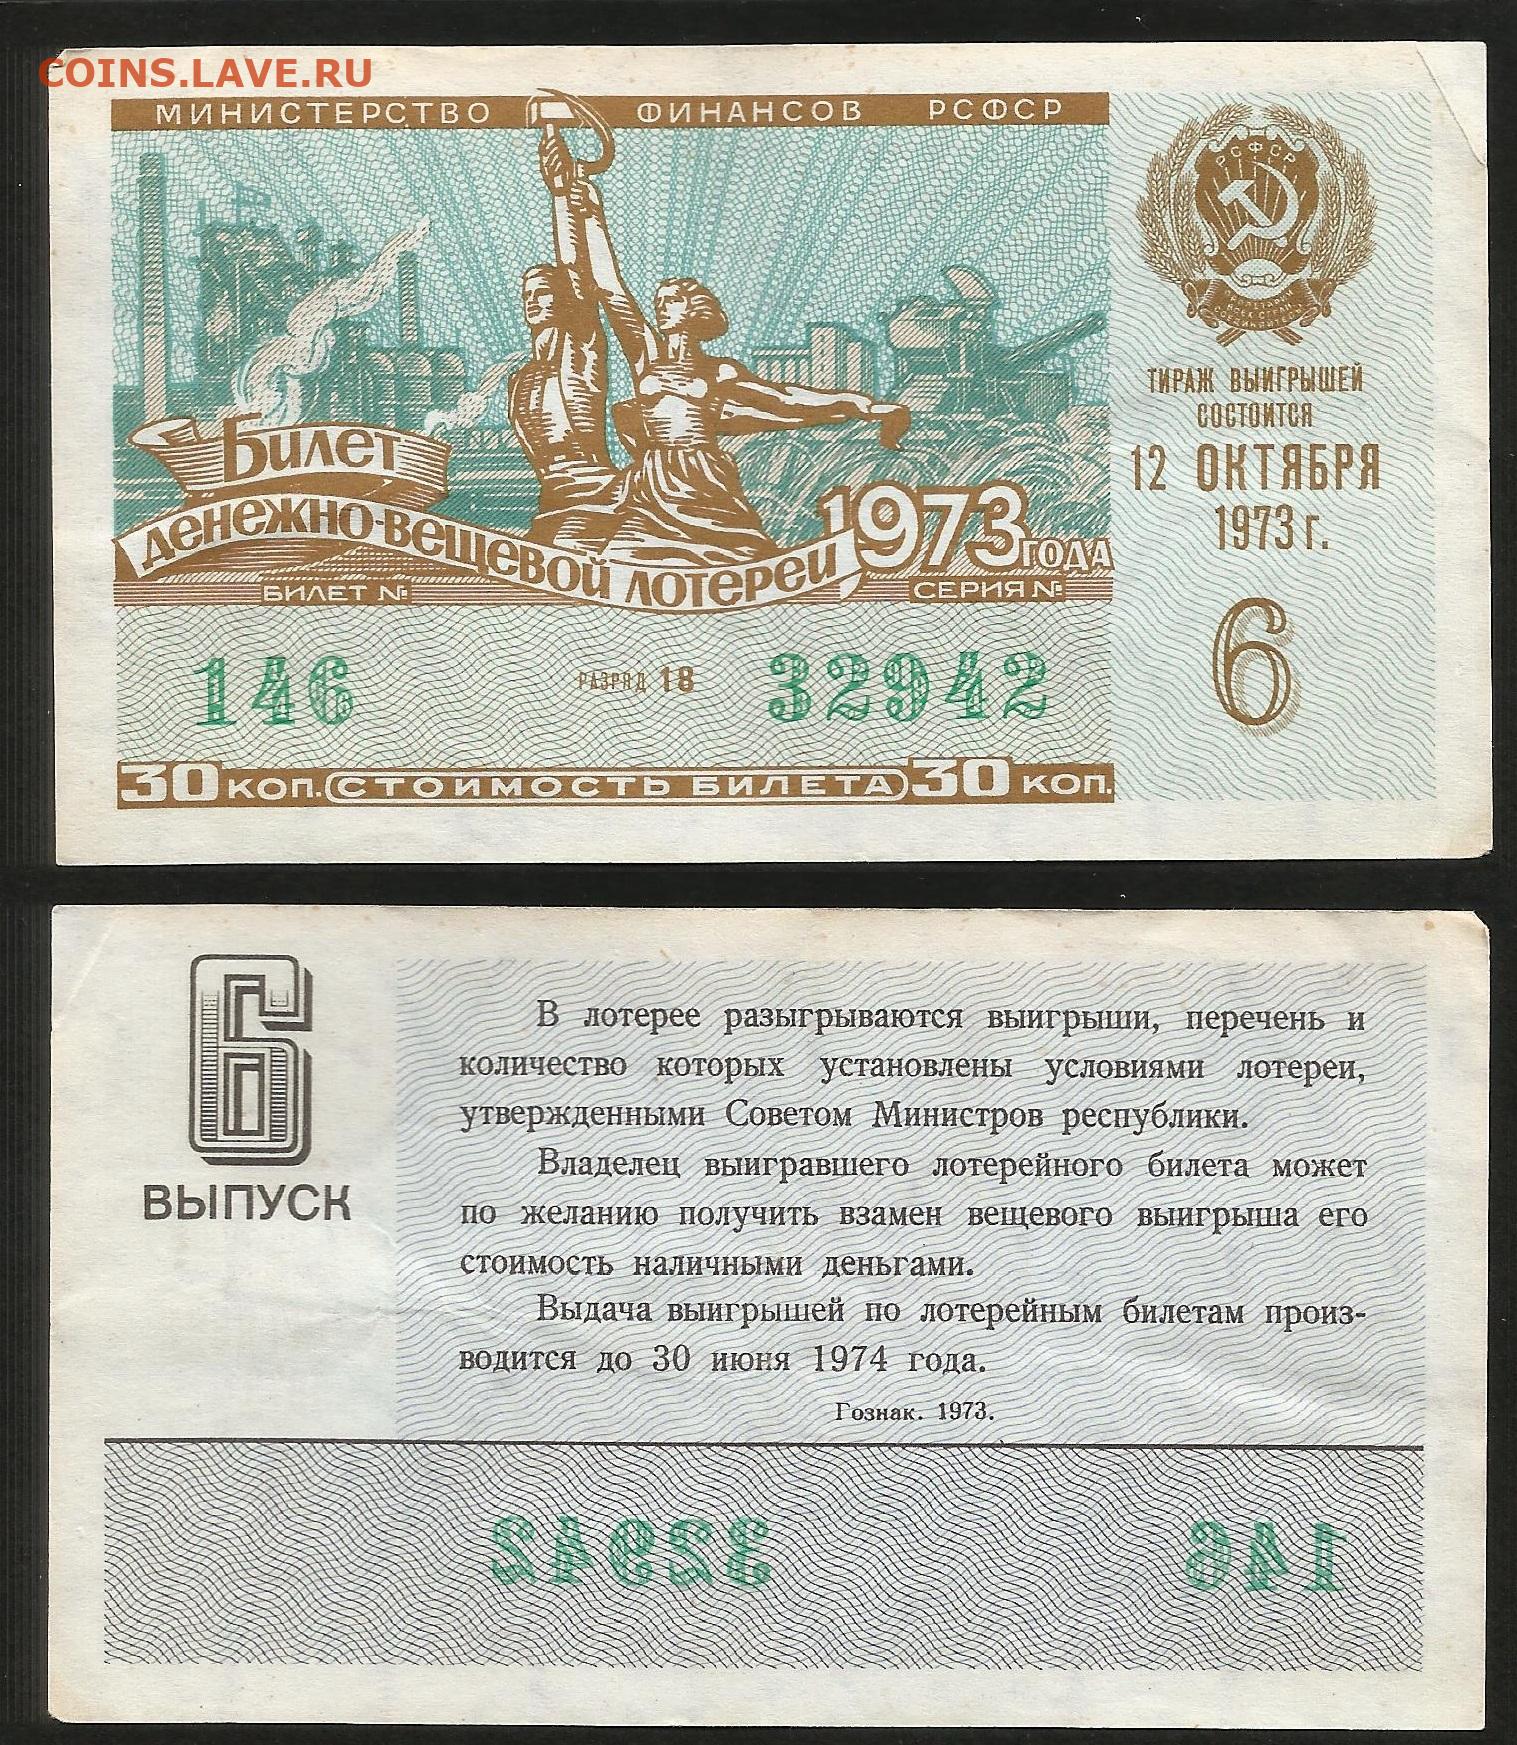 COINS.LAVE.RU
МИНИСТЕРСТВО ФИНАНСОВ РСФСР
РСФСР
ТИРАЖ ВЫИГРЫШЕЙ
СОСТОИТСЯ
12 ОКТЯБРЯ
1973 г.
6
Билет
денежно-вещевой лотереи 1973 ГОДА
БИЛЕТ № СЕРИЯ №
146 РАЗРЯД 18 32942
30 КОП. СТОИМОСТЬ БИЛЕТА 30 КОП.
6
ВЫПУСК
В лотерее разыгрываются выигрыши, перечень и
количество которых установлены условиями лотереи,
утвержденными Советом Министров республики.
Владелец выигравшего лотерейного билета может
по желанию получить взамен вещевого выигрыша его
стоимость наличными деньгами.
Выдача выигрышей по лотерейным билетам произ-
водится до 30 июня 1974 года.
Гознак. 1973.
32942 146